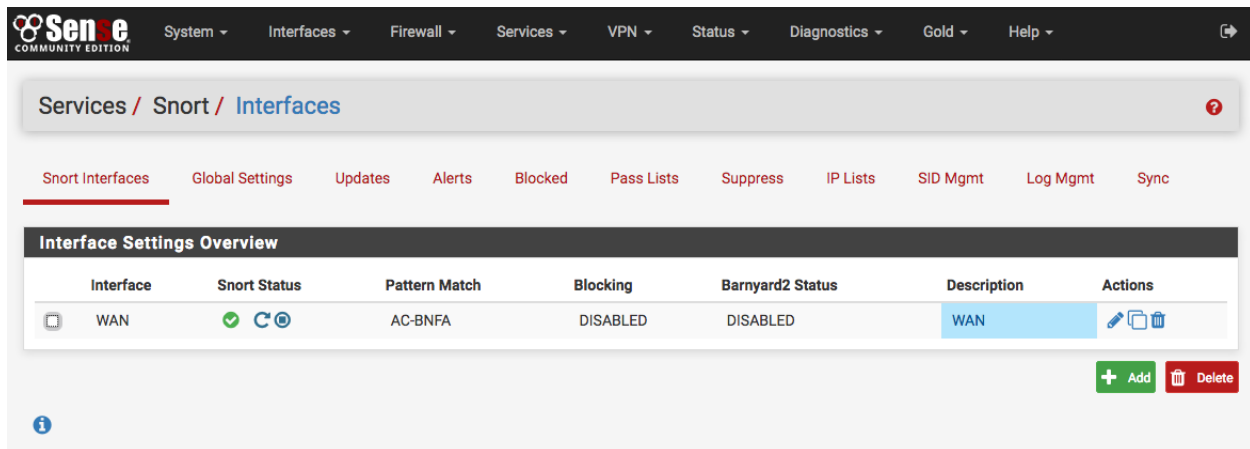 Sense
COMMUNITY EDITION
System Interfaces Firewall Services VPN Status Diagnostics Gold Help
Services / Snort / Interfaces
Snort Interfaces Global Settings Updates Alerts Blocked Pass Lists Suppress IP Lists SID Mgmt Log Mgmt Sync
Interface Settings Overview
Interface Snort Status Pattern Match Blocking Barnyard2 Status Description Actions
WAN AC-BNFA DISABLED DISABLED WAN
Add Delete